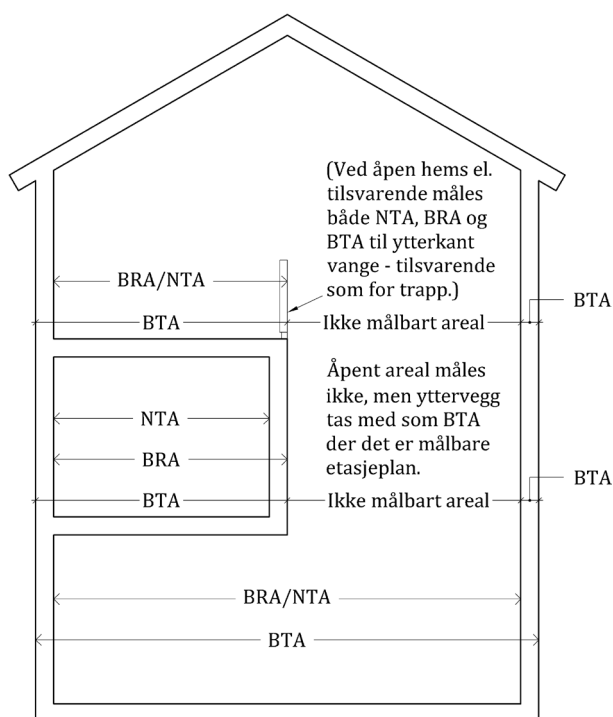 (Ved åpen hems el.
tilsvarende måles
både NTA, BRA og
BTA til ytterkant
vange - tilsvarende
som for trapp.)
BRA/NTA
BTA
Ikke målbart areal
BTA
Åpent areal måles
ikke, men yttervegg
tas med som BTA
der det er målbare
etasjeplan.
NTA
BRA
BTA
Ikke målbart areal
BTA
BRA/NTA
BTA